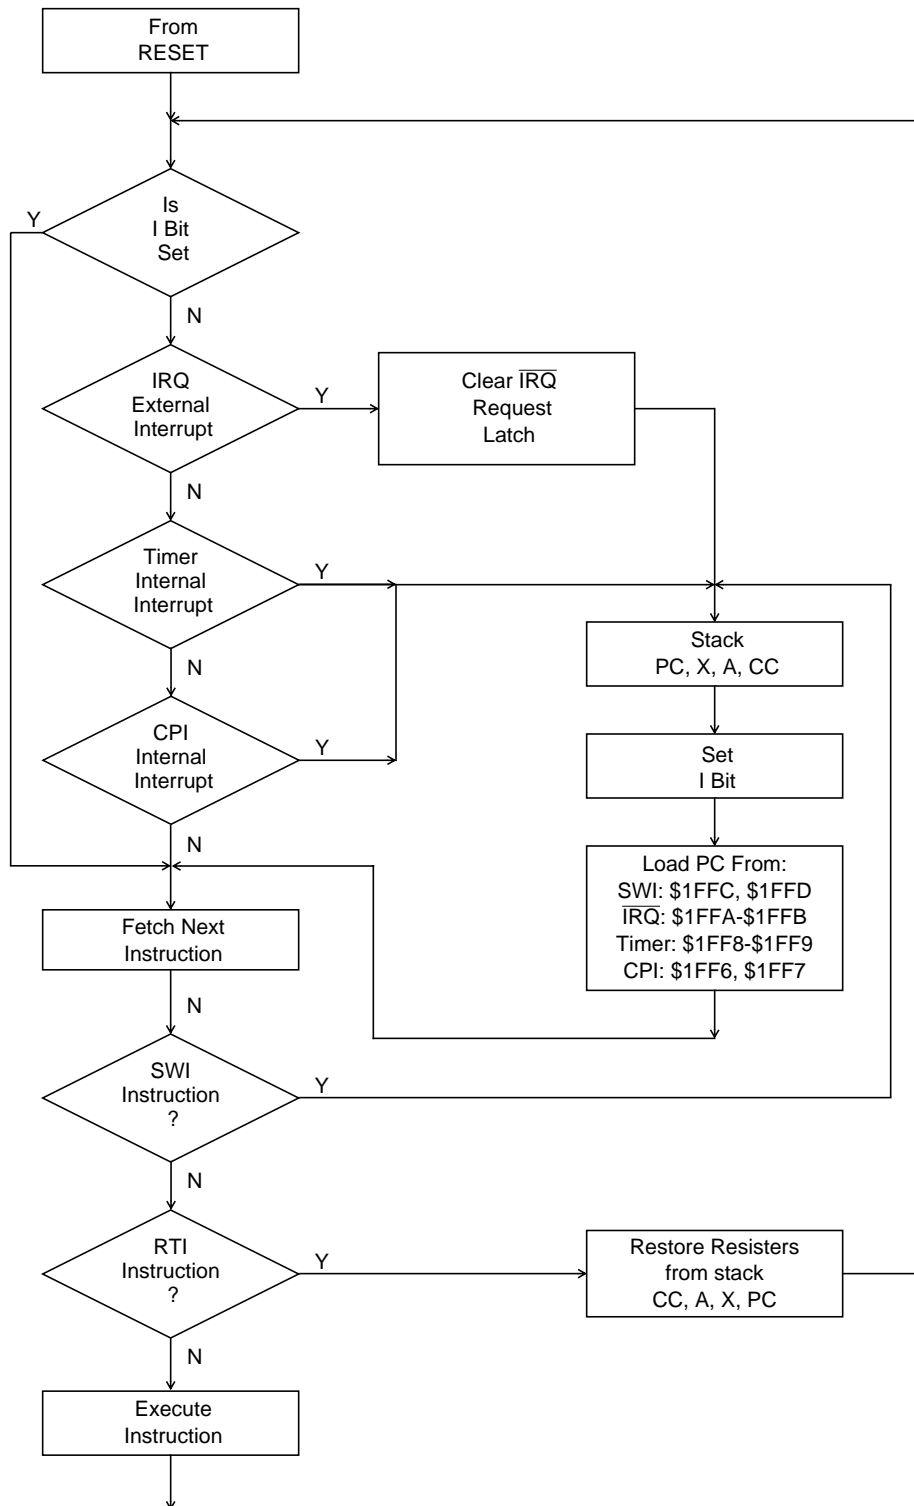 From
RESET
Is
I Bit
Set
Y
N
IRQ
External
Interrupt
Y
Clear IRQ
Request
Latch
N
Timer
Internal
Interrupt
Y
Stack
PC, X, A, CC
N
CPI
Internal
Interrupt
Y
Set
I Bit
N
Load PC From:
SWI: $1FFC, $1FFD
IRQ: $1FFA-$1FFB
Timer: $1FF8-$1FF9
CPI: $1FF6, $1FF7
Fetch Next
Instruction
N
SWI
Instruction
?
Y
N
RTI
Instruction
?
Y
Restore Resisters
from stack
CC, A, X, PC
N
Execute
Instruction